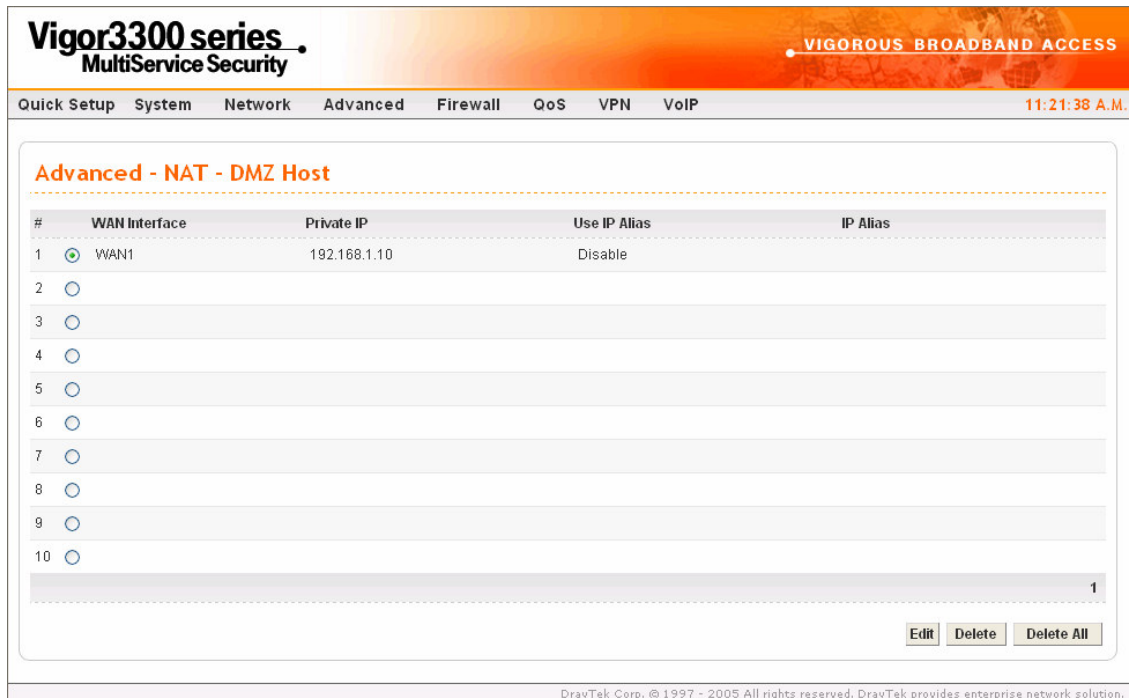 Vigor3300 series
MultiService Security
VIGOROUS BROADBAND ACCESS
Quick Setup System Network Advanced Firewall QoS VPN VoIP 11:21:38 A.M.
Advanced - NAT - DMZ Host
# WAN Interface Private IP Use IP Alias IP Alias
1 WAN1 192.168.1.10 Disable
2
3
4
5
6
7
8
9
10
1
Edit Delete Delete All
DrayTek Corp. © 1997 - 2005 All rights reserved. DrayTek provides enterprise network solution.